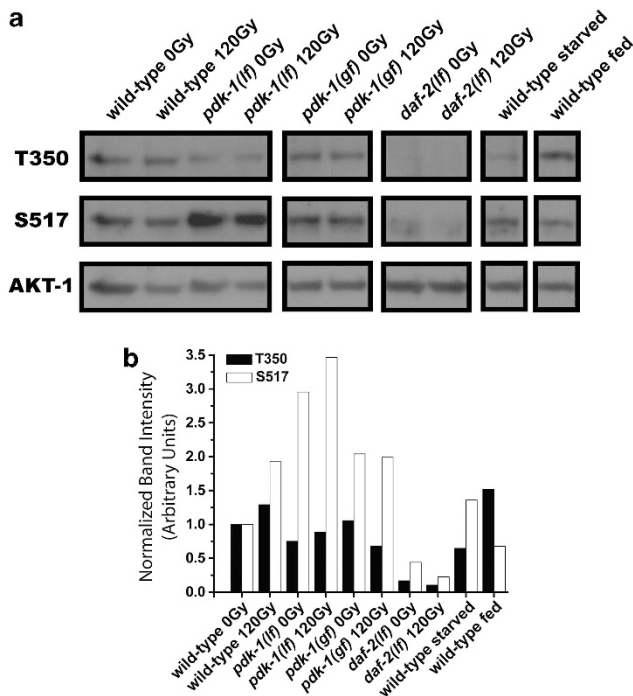 a
wild-type 0Gy
wild-type 120Gy
pdk-1(lf) 0Gy
pdk-1(lf) 120Gy
pdk-1(gf) 0Gy
pdk-1(gf) 120Gy
daf-2(lf) 0Gy
daf-2(lf) 120Gy
wild-type starved
wild-type fed
T350
S517
AKT-1
b
T350
S517
Normalized Band Intensity
(Arbitrary Units)
3.5
3.0
2.5
2.0
1.5
1.0
0.5
0.0
wild-type 0Gy
wild-type 120Gy
pdk-1(lf) 0Gy
pdk-1(lf) 120Gy
pdk-1(gf) 0Gy
pdk-1(gf) 120Gy
daf-2(lf) 0Gy
daf-2(lf) 120Gy
wild-type starved
wild-type fed